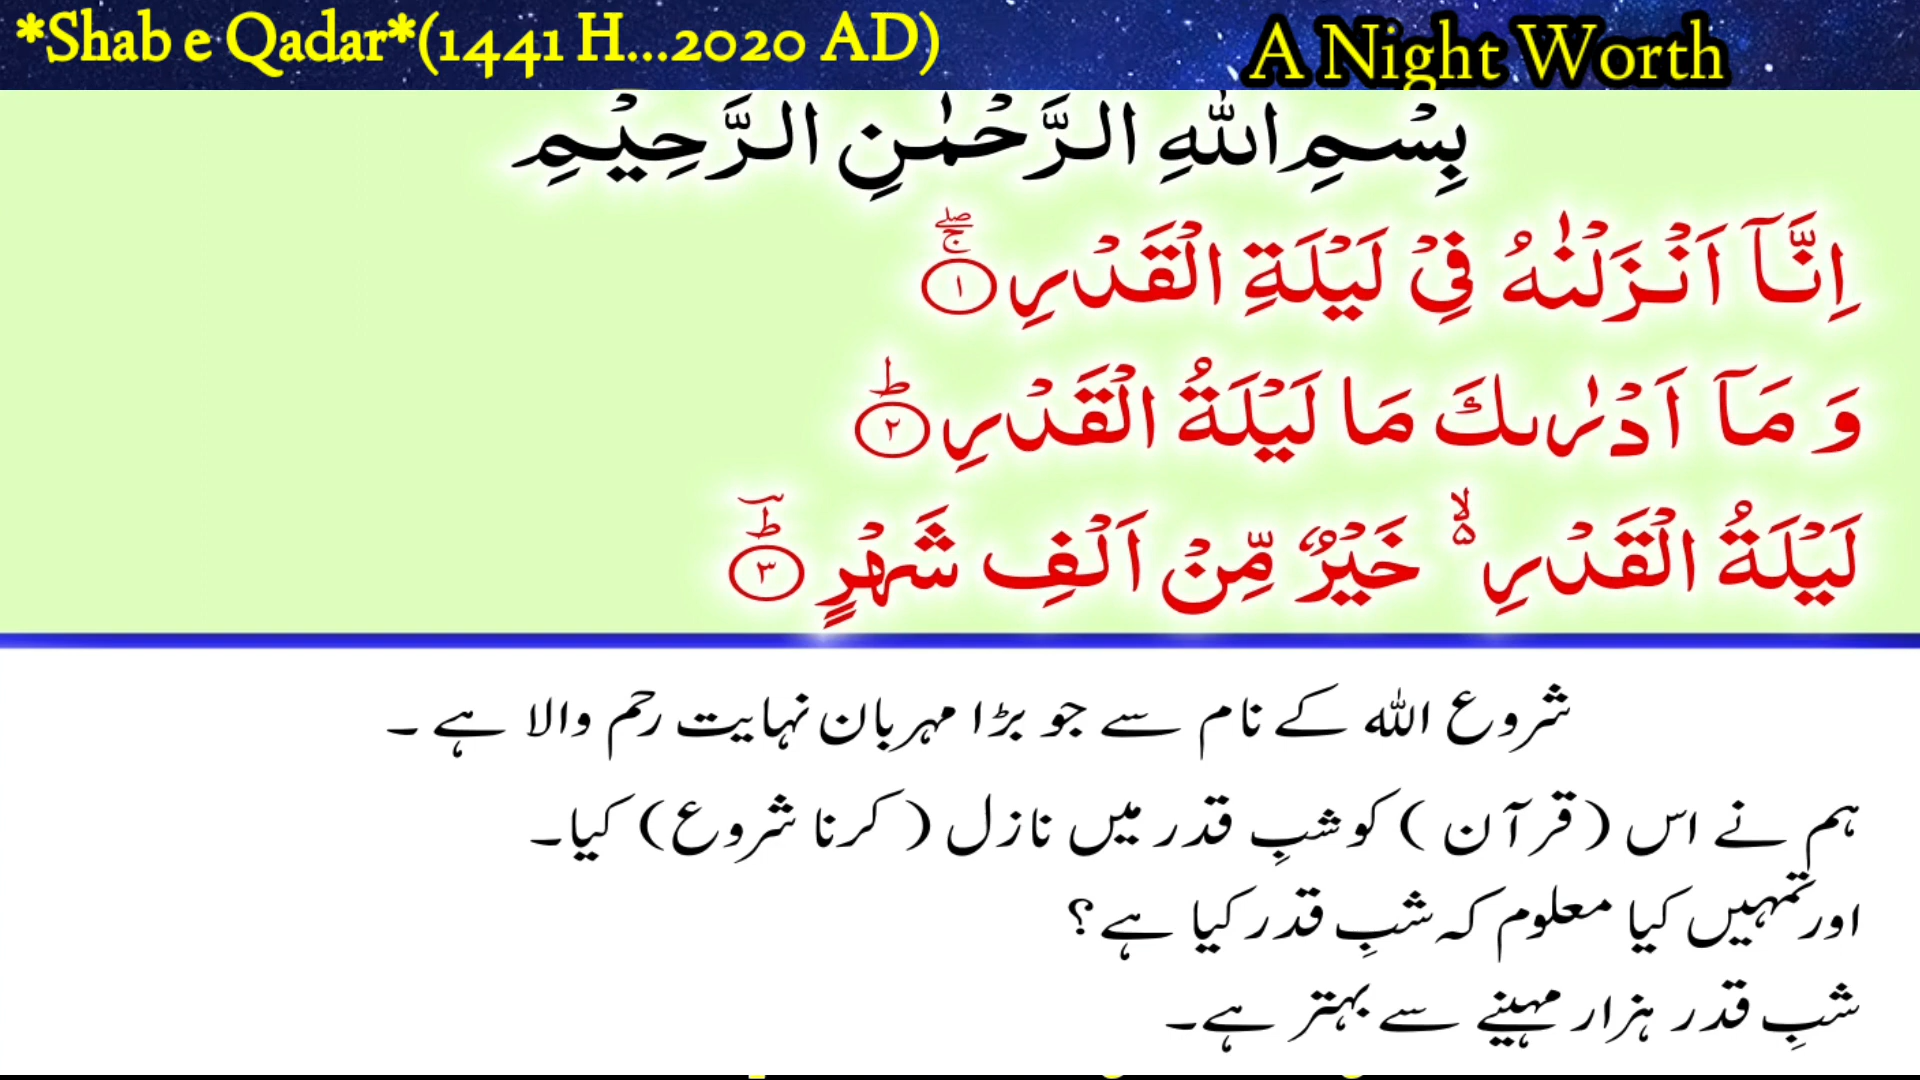 *Shab e Qadar*(1441 H...2020 AD)
A Night Worth
بِسْمِ اللهِ الرَّحْمٰنِ الرَّحِيْمِ
اِنَّاۤ اَنْزَلْنٰهُ فِیْ لَیْلَةِ الْقَدْرِ ۚۖ﴿۱﴾
وَ مَاۤ اَدْرٰىكَ مَا لَیْلَةُ الْقَدْرِ ؕ﴿۲﴾
لَیْلَةُ الْقَدْرِ ۙ۬ خَیْرٌ مِّنْ اَلْفِ شَهْرٍ ؕؔ﴿۳﴾
شروع اللہ کے نام سے جو بڑا مہربان نہایت رحم والا ہے ۔
ہم نے اس (قرآن) کو شبِ قدر میں نازل (کرنا شروع) کیا۔
اور تمہیں کیا معلوم کہ شبِ قدر کیا ہے؟
شبِ قدر ہزار مہینے سے بہتر ہے۔